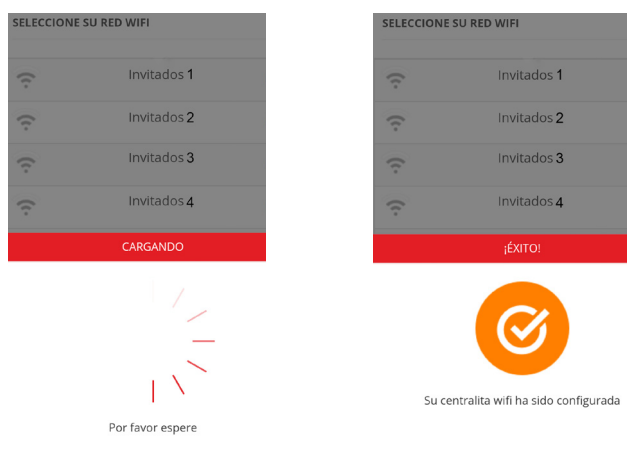 SELECCIONE SU RED WIFI
Invitados 1
Invitados 2
Invitados 3
Invitados 4
CARGANDO
Por favor espere
SELECCIONE SU RED WIFI
Invitados 1
Invitados 2
Invitados 3
Invitados 4
¡ÉXITO!
Su centralita wifi ha sido configurada